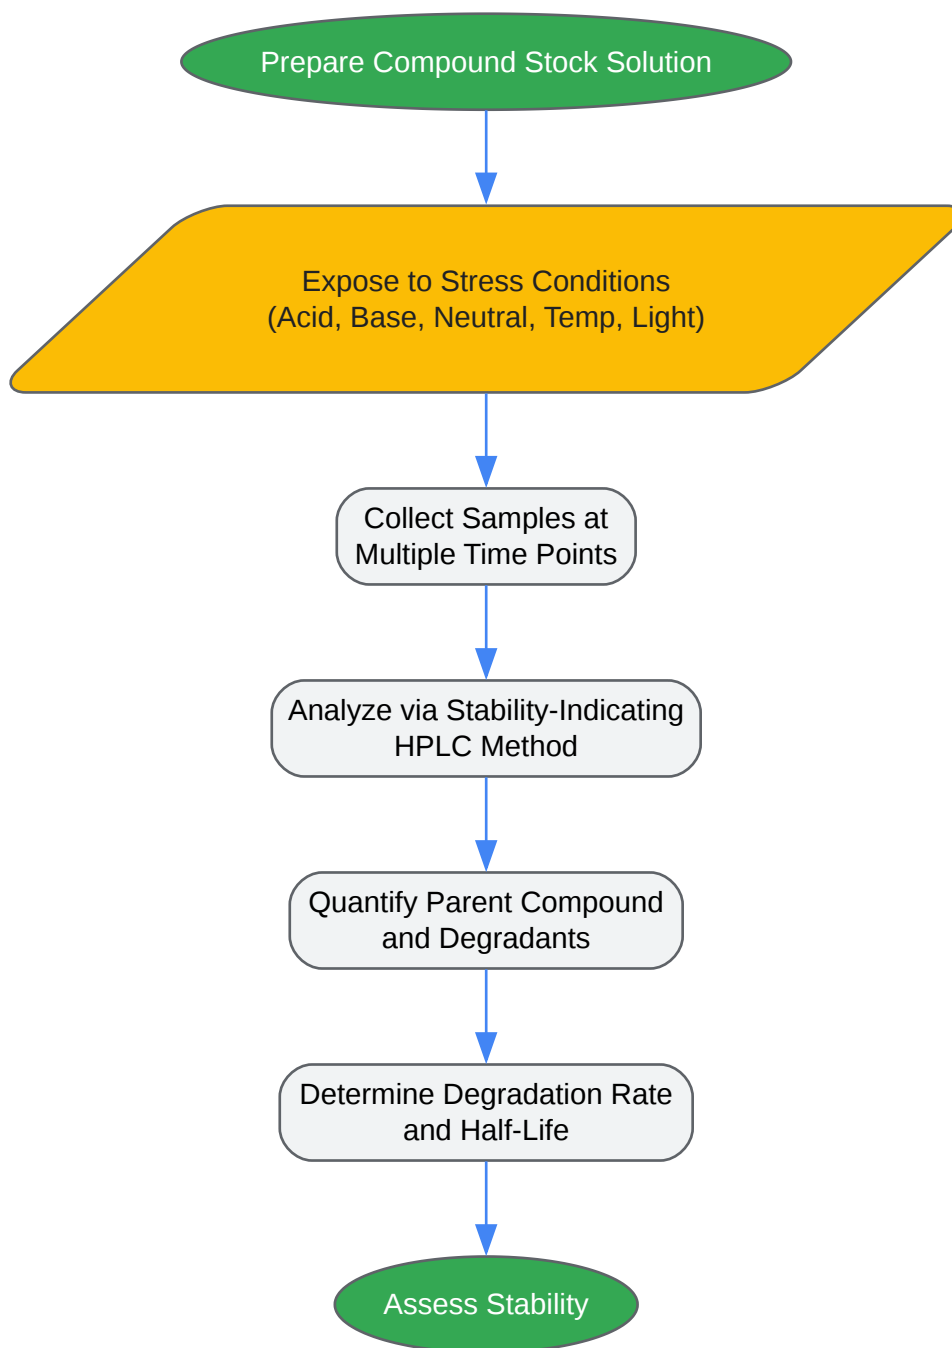 Prepare Compound Stock Solution
Expose to Stress Conditions
(Acid, Base, Neutral, Temp, Light)
Collect Samples at
Multiple Time Points
Analyze via Stability-Indicating
HPLC Method
Quantify Parent Compound
and Degradants
Determine Degradation Rate
and Half-Life
Assess Stability